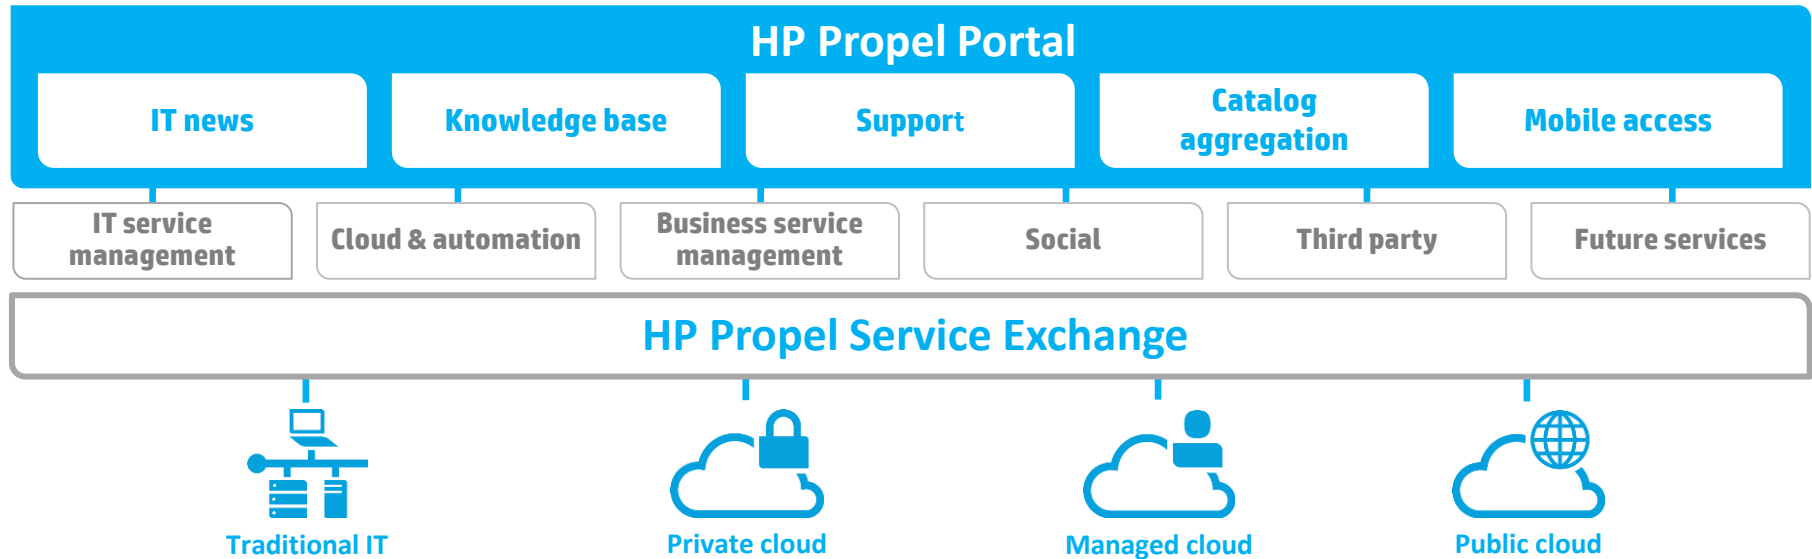 HP Propel Portal
IT news
Knowledge base
Support
Catalog
aggregation
Mobile access
IT service
management
Cloud & automation
Business service
management
Social
Third party
Future services
HP Propel Service Exchange
Traditional IT
Private cloud
Managed cloud
Public cloud